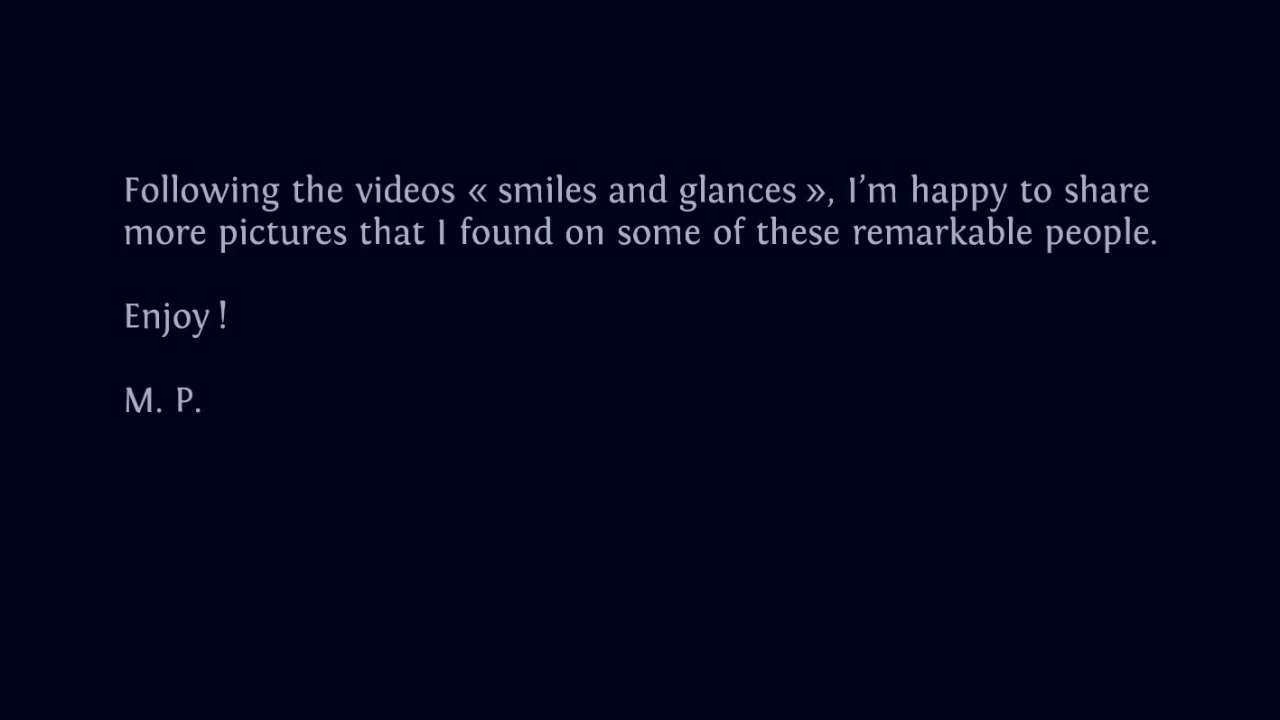 Following the videos « smiles and glances », I’m happy to share
more pictures that I found on some of these remarkable people.
Enjoy !
M. P.